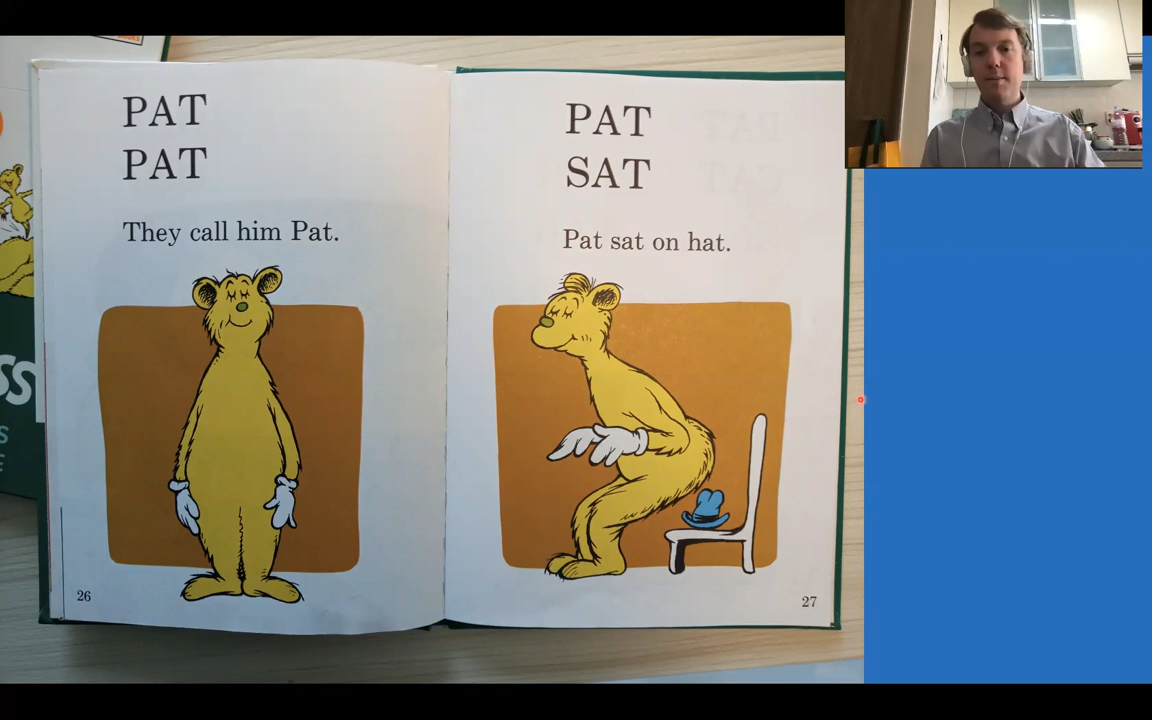 PAT
PAT
They call him Pat.
26
PAT
SAT
Pat sat on hat.
27